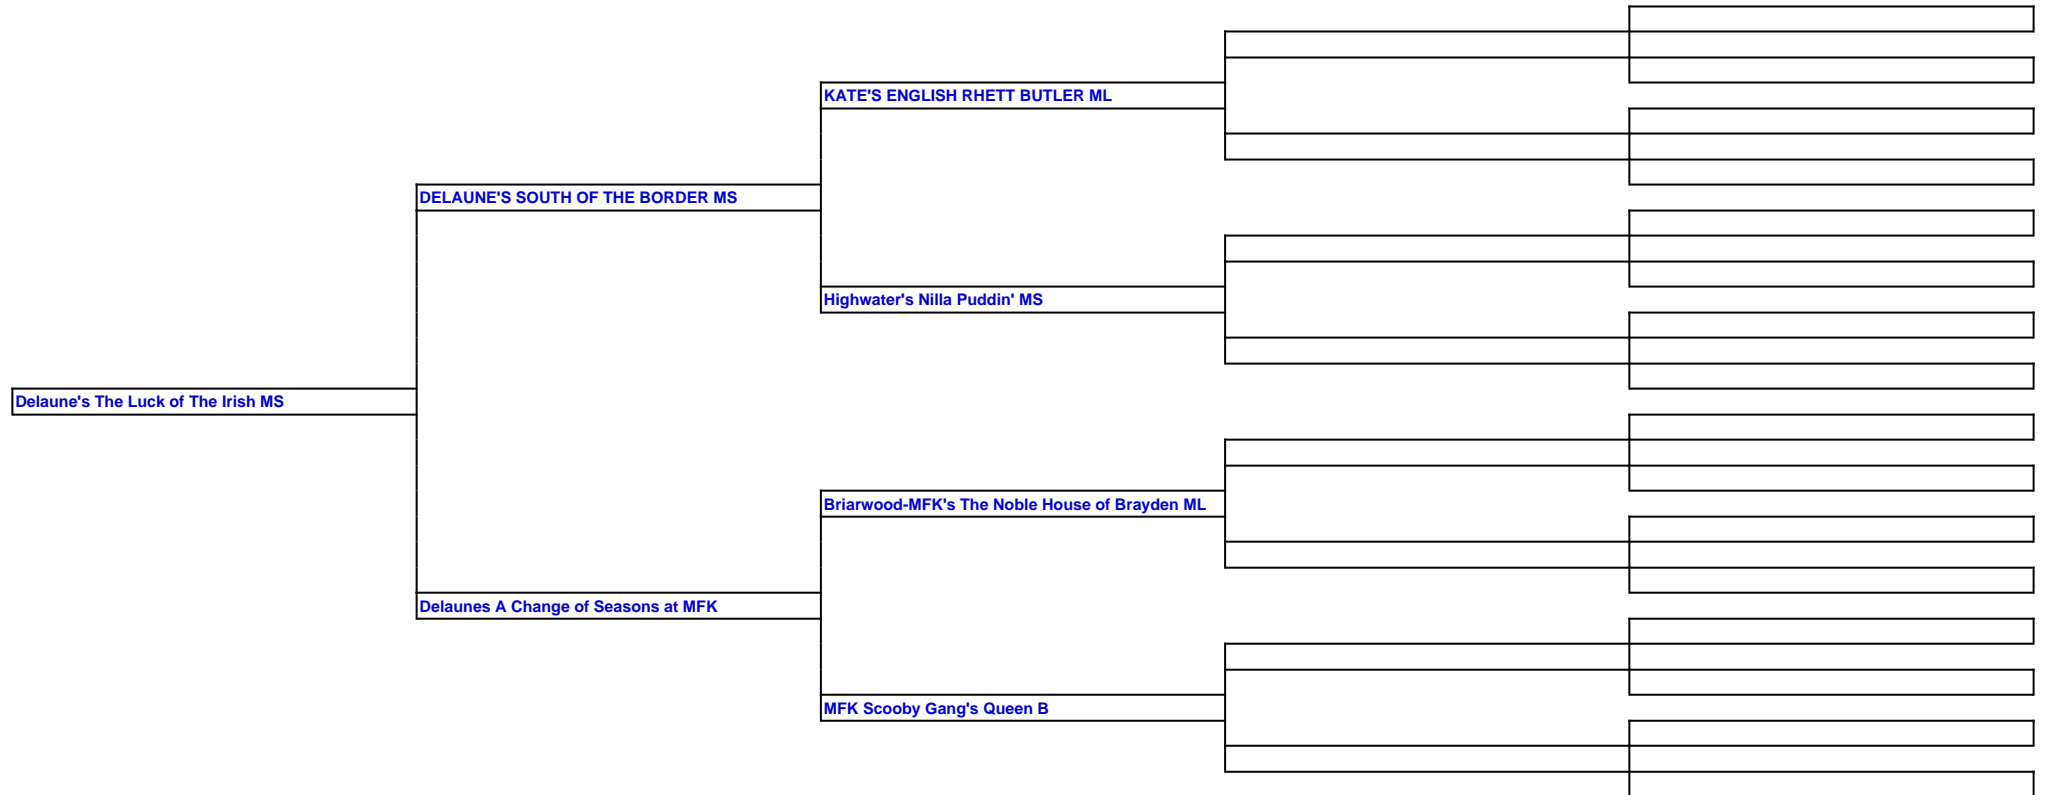 KATE'S ENGLISH RHETT BUTLER ML
DELAUNE'S SOUTH OF THE BORDER MS
Highwater's Nilla Puddin' MS
Delaune's The Luck of The Irish MS
Briarwood-MFK's The Noble House of Brayden ML
Delaunes A Change of Seasons at MFK
MFK Scooby Gang's Queen B